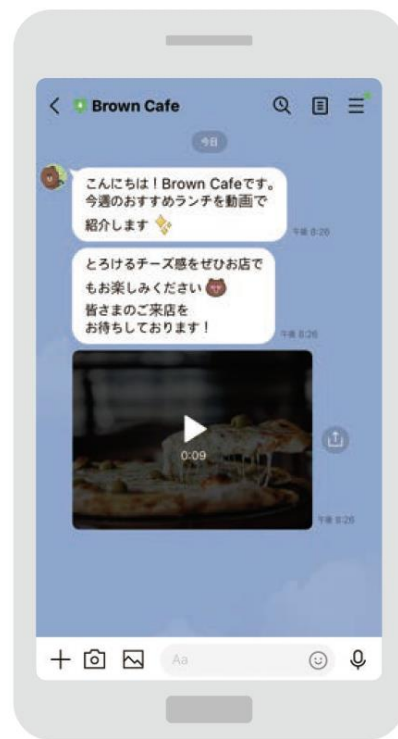 Brown Cafe
今日
こんにちは！Brown Cafeです。
今週のおすすめランチを動画で
紹介します
午後 8:26
とろけるチーズ感をぜひお店で
もお楽しみください
皆さまのご来店を
お待ちしております！
午後 8:26
0:09
午後 8:26
Aa